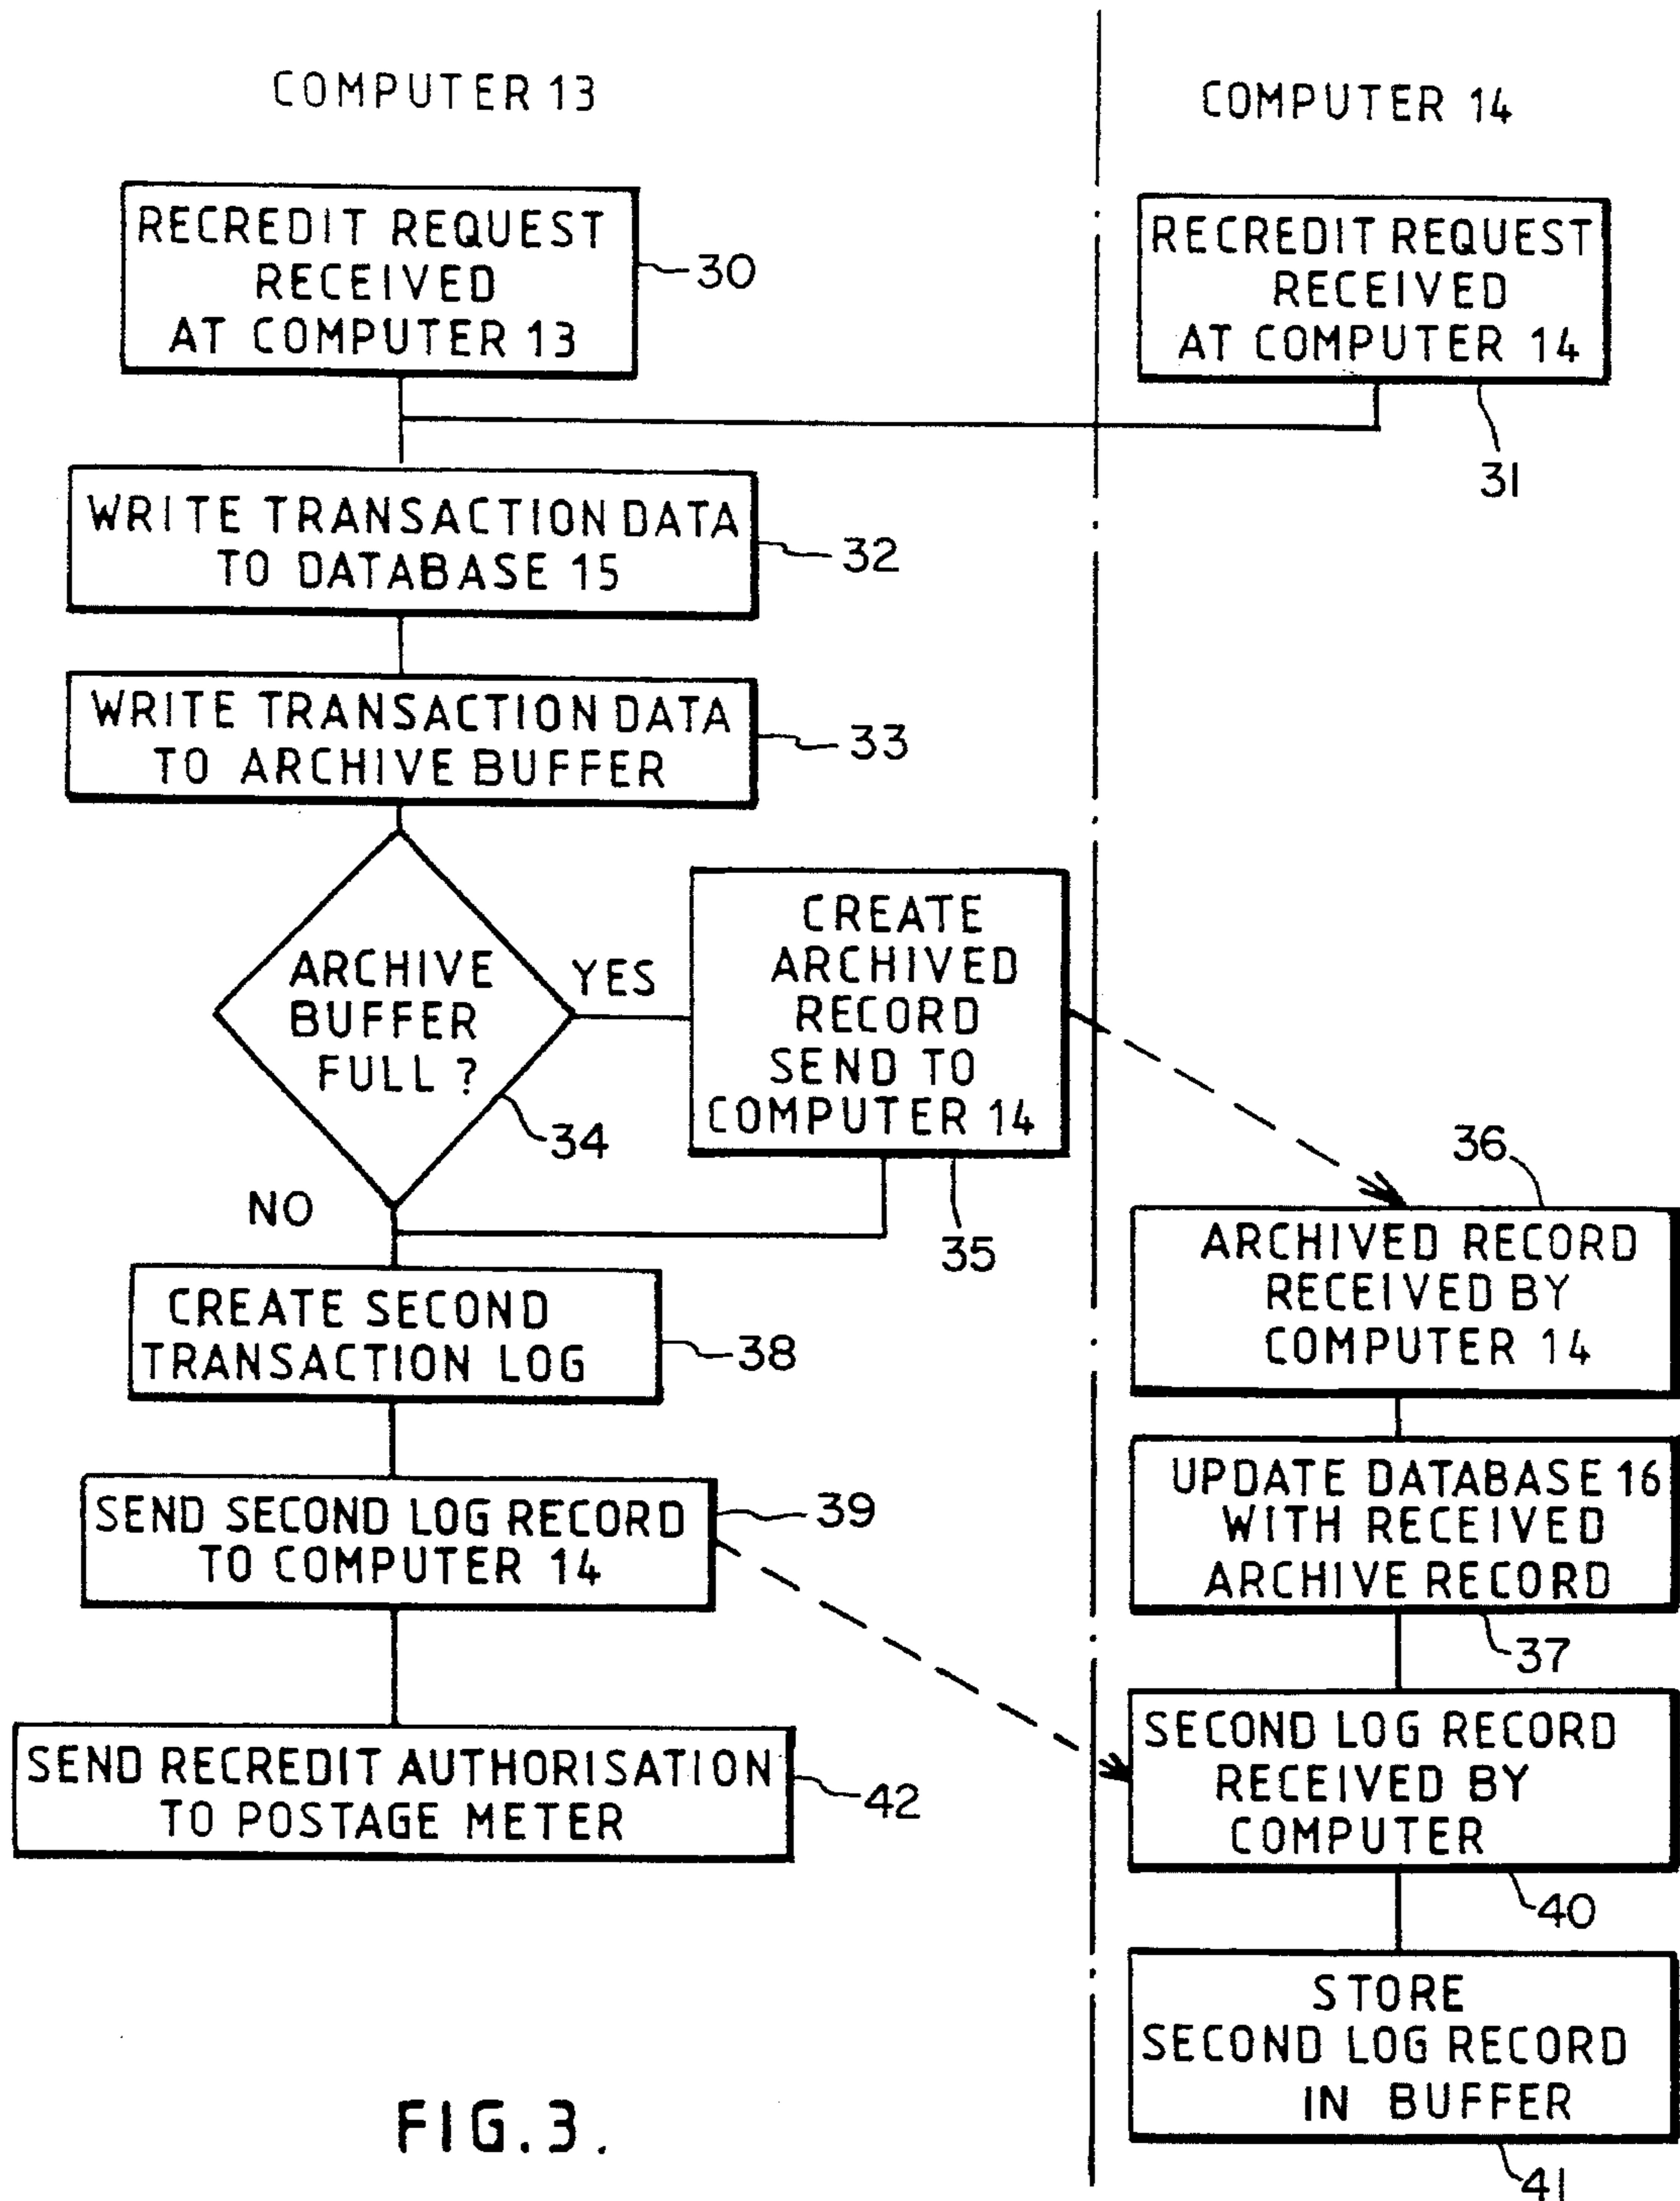 COMPUTER 13
COMPUTER 14
RECREDIT REQUEST
RECEIVED
AT COMPUTER 13
30
RECREDIT REQUEST
RECEIVED
AT COMPUTER 14
31
WRITE TRANSACTION DATA
TO DATABASE 15
32
WRITE TRANSACTION DATA
TO ARCHIVE BUFFER
33
ARCHIVE
BUFFER
FULL ?
34
YES
NO
CREATE
ARCHIVED
RECORD
SEND TO
COMPUTER 14
35
36
ARCHIVED RECORD
RECEIVED BY
COMPUTER 14
CREATE SECOND
TRANSACTION LOG
38
UPDATE DATABASE 16
WITH RECEIVED
ARCHIVE RECORD
37
SEND SECOND LOG RECORD
TO COMPUTER 14
39
SECOND LOG RECORD
RECEIVED BY
COMPUTER
40
SEND RECREDIT AUTHORISATION
TO POSTAGE METER
42
STORE
SECOND LOG RECORD
IN BUFFER
41
FIG. 3.